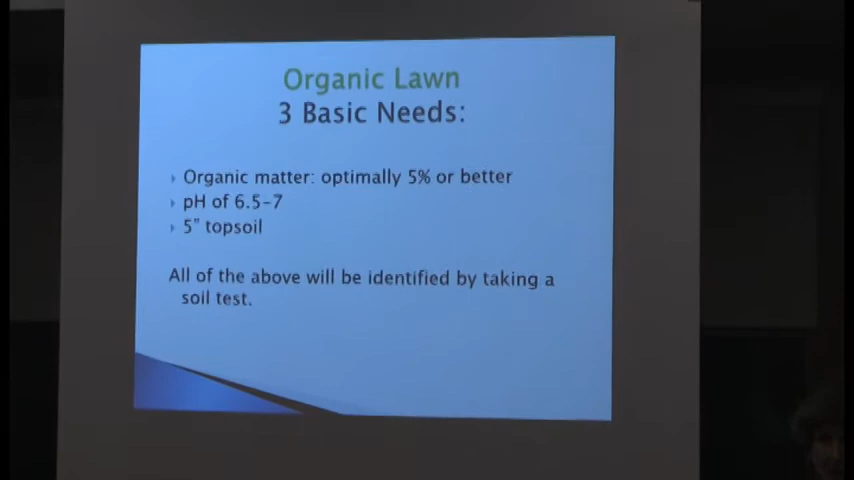 Organic Lawn
3 Basic Needs:
Organic matter: optimally 5% or better
pH of 6.5-7
5" topsoil
All of the above will be identified by taking a
soil test.